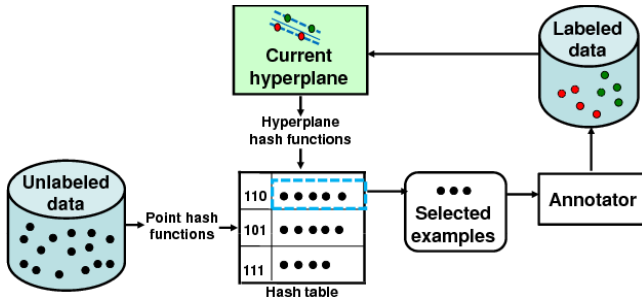 Current
hyperplane
Labeled
data
Hyperplane
hash functions
Unlabeled
data
Point hash
functions
110
101
111
Hash table
Selected
examples
Annotator